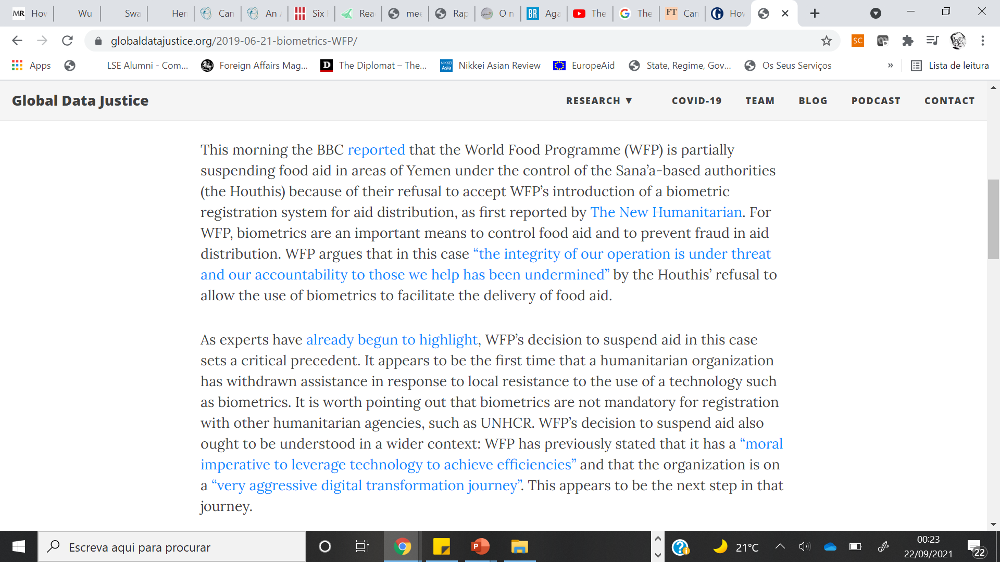 MR Hov
Wu
Swa
Her
Can
An
Six
Rea
mee
Rap
O n
BR Aga
The
The
FT Can
Hov
globaldatajustice.org/2019-06-21-biometrics-WFP/
SC
Apps
LSE Alumni - Com...
Foreign Affairs Mag...
D The Diplomat – The...
NIKKEI Asia Nikkei Asian Review
EuropeAid
State, Regime, Gov...
Os Seus Serviços
»
Lista de leitura
Global Data Justice
RESEARCH ▼
COVID-19
TEAM
BLOG
PODCAST
CONTACT
This morning the BBC reported that the World Food Programme (WFP) is partially
suspending food aid in areas of Yemen under the control of the Sana’a-based authorities
(the Houthis) because of their refusal to accept WFP’s introduction of a biometric
registration system for aid distribution, as first reported by The New Humanitarian. For
WFP, biometrics are an important means to control food aid and to prevent fraud in aid
distribution. WFP argues that in this case “the integrity of our operation is under threat
and our accountability to those we help has been undermined” by the Houthis’ refusal to
allow the use of biometrics to facilitate the delivery of food aid.
As experts have already begun to highlight, WFP’s decision to suspend aid in this case
sets a critical precedent. It appears to be the first time that a humanitarian organization
has withdrawn assistance in response to local resistance to the use of a technology such
as biometrics. It is worth pointing out that biometrics are not mandatory for registration
with other humanitarian agencies, such as UNHCR. WFP’s decision to suspend aid also
ought to be understood in a wider context: WFP has previously stated that it has a “moral
imperative to leverage technology to achieve efficiencies” and that the organization is on
a “very aggressive digital transformation journey”. This appears to be the next step in that
journey.
Escreva aqui para procurar
21°C
00:23
22/09/2021
22